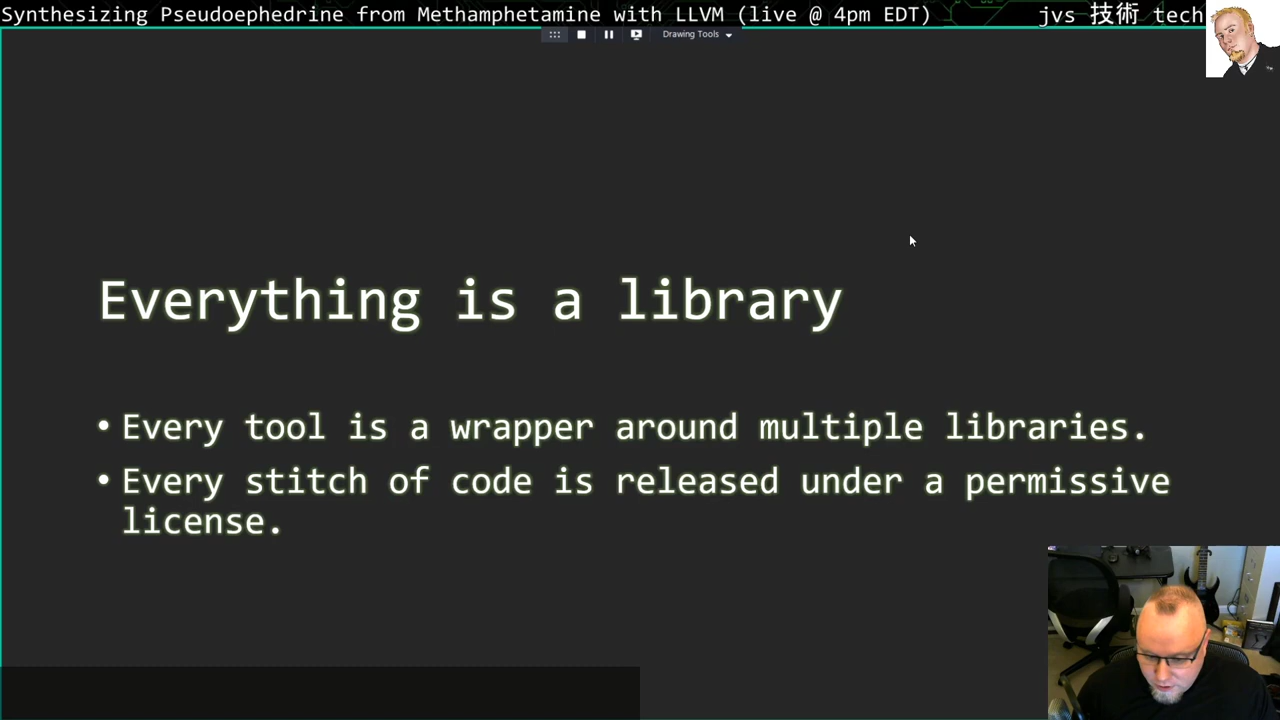 Synthesizing Pseudoephedrine from Methamphetamine with LLVM (live @ 4pm EDT)
jvs 技術 tech
Drawing Tools
Everything is a library
• Every tool is a wrapper around multiple libraries.
• Every stitch of code is released under a permissive
license.